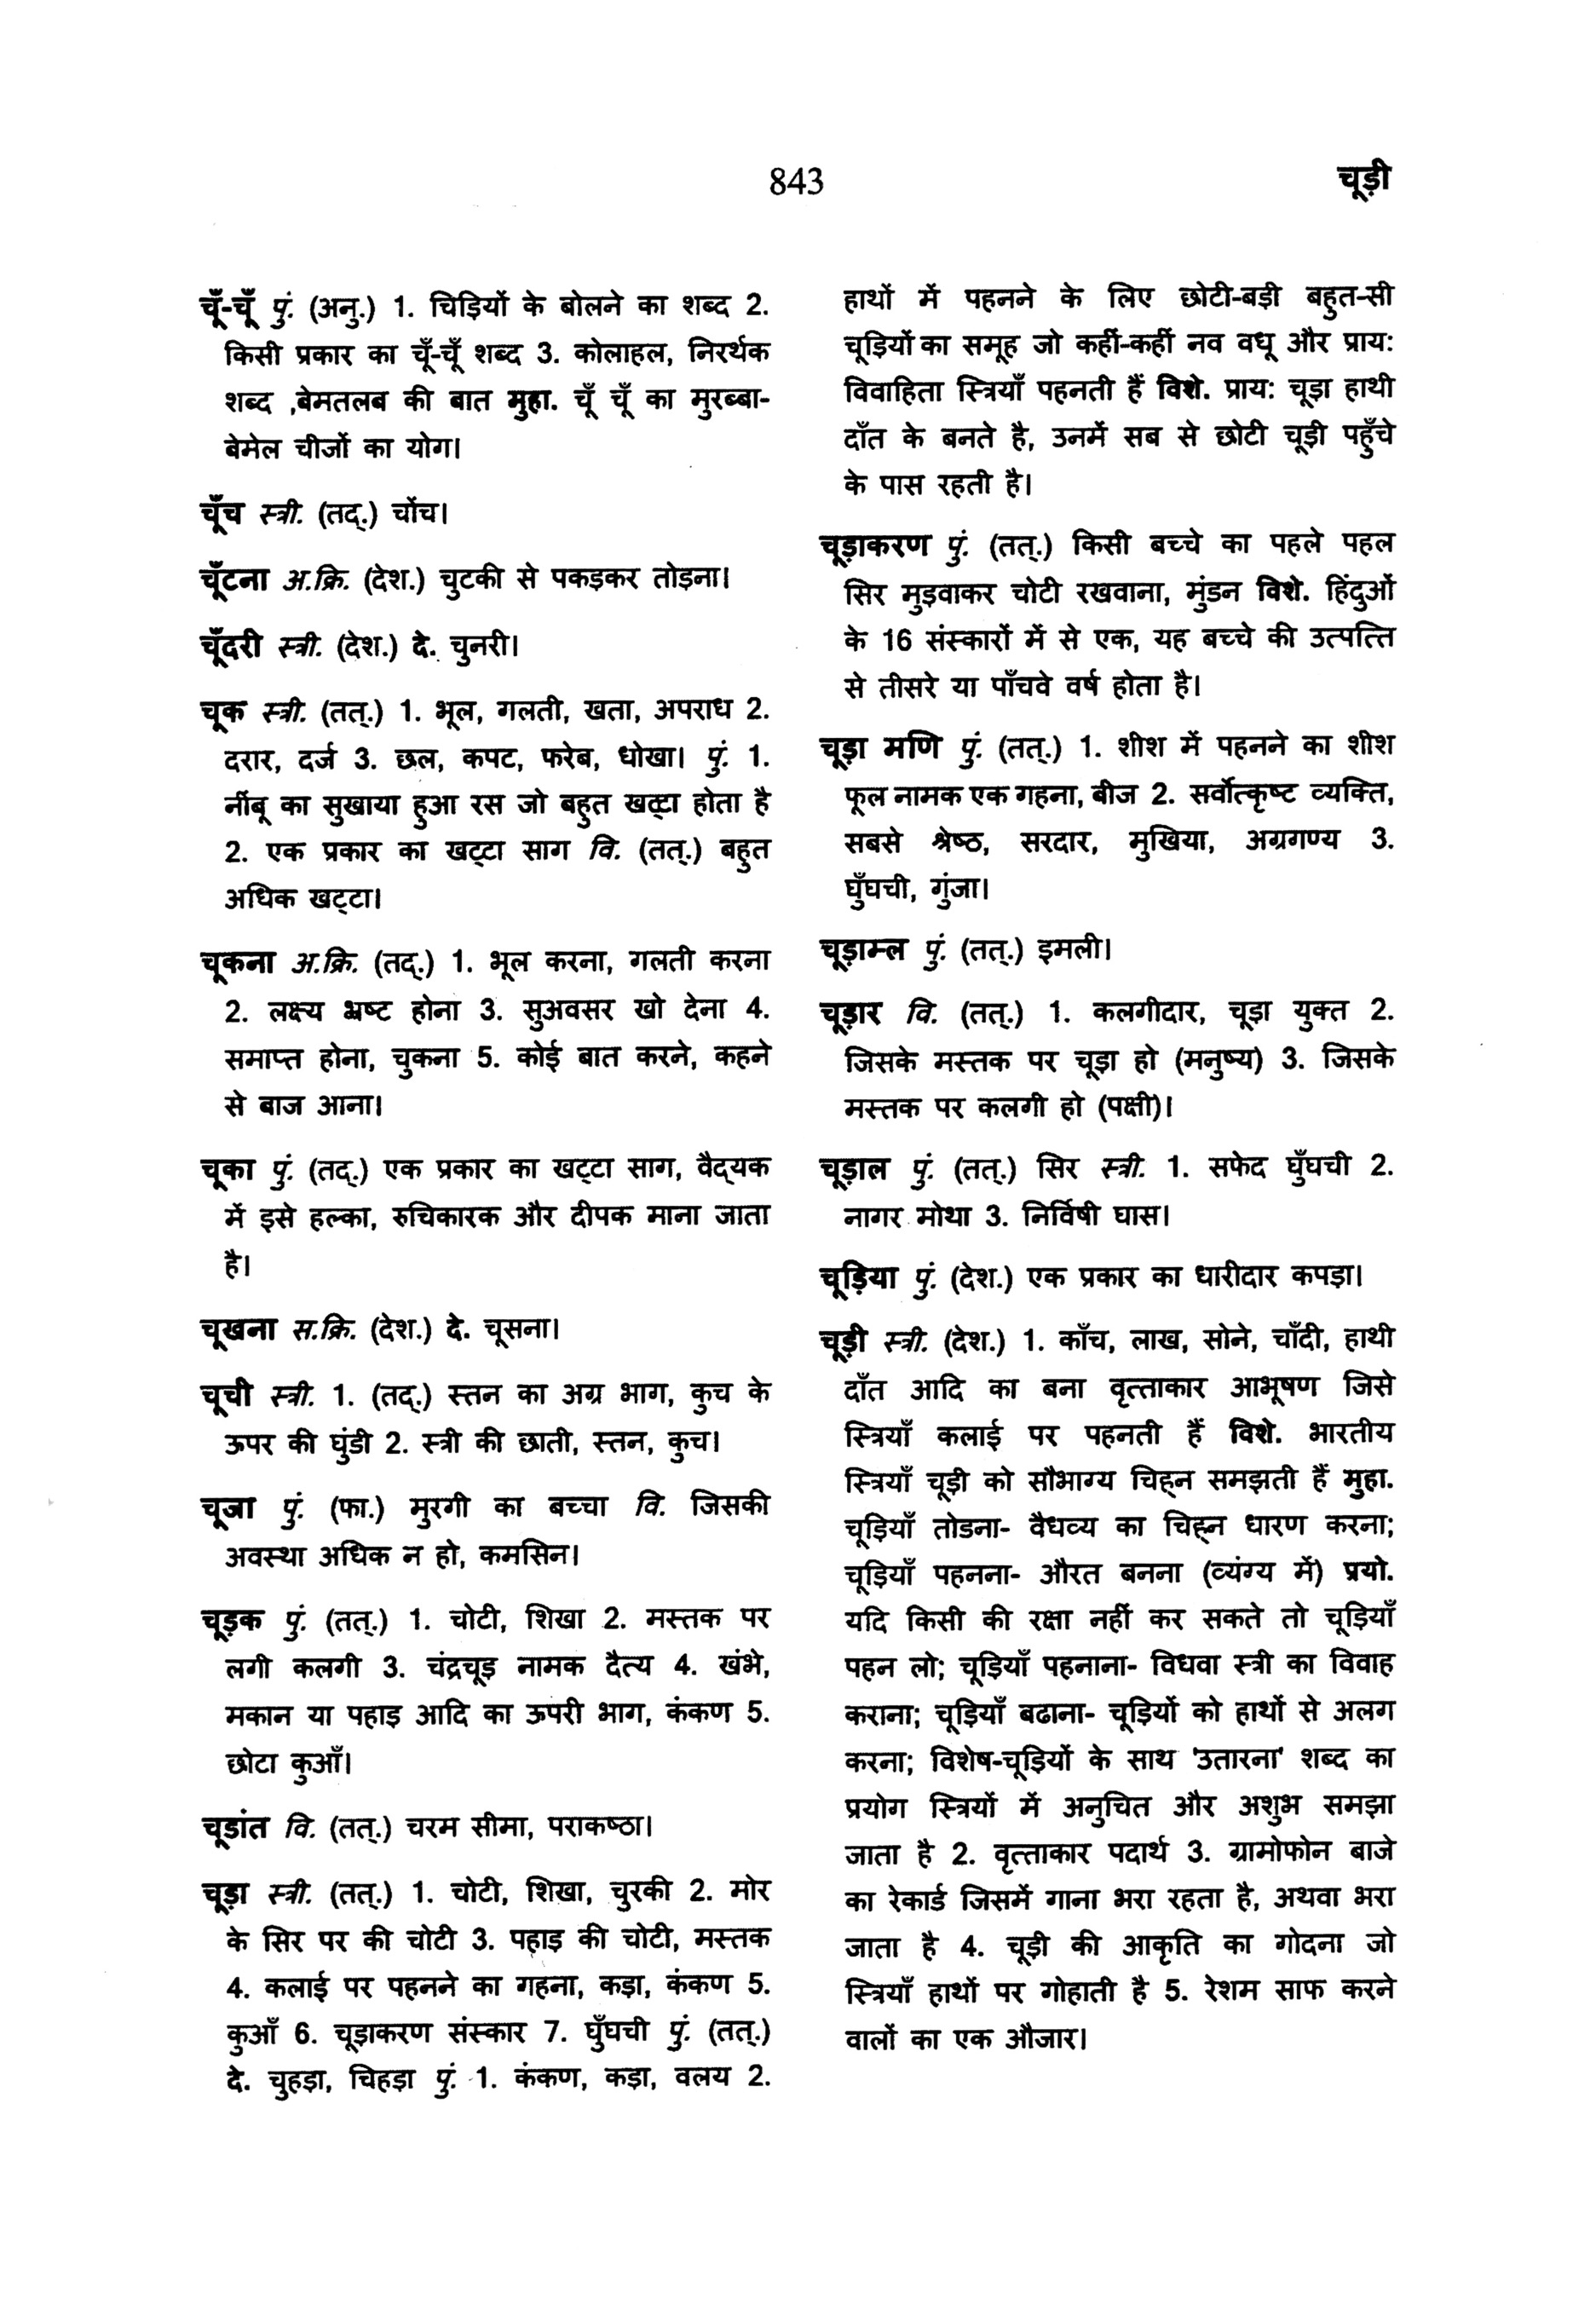 843
चूड़ी
चूँ-चूँ पुं. (अनु.) 1. चिड़ियों के बोलने का शब्द 2.
किसी प्रकार का चूँ-चूँ शब्द 3. कोलाहल, निरर्थक
शब्द ,बेमतलब की बात मुहा. चूँ चूँ का मुरब्बा-
बेमेल चीजों का योग।
चूँच स्त्री. (तद्.) चोंच।
चूँटना अ.क्रि. (देश.) चुटकी से पकड़कर तोड़ना।
चूँदरी स्त्री. (देश.) दे. चुनरी।
चूक स्त्री. (तत्.) 1. भूल, गलती, खता, अपराध 2.
दरार, दर्ज 3. छल, कपट, फरेब, धोखा। पुं. 1.
नींबू का सुखाया हुआ रस जो बहुत खट्टा होता है
2. एक प्रकार का खट्टा साग वि. (तत्.) बहुत
अधिक खट्टा।
चूकना अ.क्रि. (तद्.) 1. भूल करना, गलती करना
2. लक्ष्य भ्रष्ट होना 3. सुअवसर खो देना 4.
समाप्त होना, चुकना 5. कोई बात करने, कहने
से बाज आना।
चूका पुं. (तद्.) एक प्रकार का खट्टा साग, वैद्यक
में इसे हल्का, रुचिकारक और दीपक माना जाता
है।
चूखना स.क्रि. (देश.) दे. चूसना।
चूची स्त्री. 1. (तद्.) स्तन का अग्र भाग, कुच के
ऊपर की घुंडी 2. स्त्री की छाती, स्तन, कुच।
चूजा पुं. (फा.) मुरगी का बच्चा वि. जिसकी
अवस्था अधिक न हो, कमसिन।
चूड़क पुं. (तत्.) 1. चोटी, शिखा 2. मस्तक पर
लगी कलगी 3. चंद्रचूड़ नामक दैत्य 4. खंभे,
मकान या पहाड़ आदि का ऊपरी भाग, कंकण 5.
छोटा कुआँ।
चूडांत वि. (तत्.) चरम सीमा, पराकष्ठा।
चूड़ा स्त्री. (तत्.) 1. चोटी, शिखा, चुरकी 2. मोर
के सिर पर की चोटी 3. पहाड़ की चोटी, मस्तक
4. कलाई पर पहनने का गहना, कड़ा, कंकण 5.
कुआँ 6. चूड़ाकरण संस्कार 7. घुँघची पुं. (तत्.)
दे. चुहड़ा, चिहड़ा पुं. 1. कंकण, कड़ा, वलय 2.
हाथों में पहनने के लिए छोटी-बड़ी बहुत-सी
चूड़ियों का समूह जो कहीं-कहीं नव वधू और प्राय:
विवाहिता स्त्रियाँ पहनती हैं विशे. प्राय: चूड़ा हाथी
दाँत के बनते है, उनमें सब से छोटी चूड़ी पहुँचे
के पास रहती है।
चूड़ाकरण पुं. (तत्.) किसी बच्चे का पहले पहल
सिर मुड़वाकर चोटी रखवाना, मुंडन विशे. हिंदुओं
के 16 संस्कारों में से एक, यह बच्चे की उत्पत्ति
से तीसरे या पाँचवे वर्ष होता है।
चूड़ा मणि पुं. (तत्.) 1. शीश में पहनने का शीश
फूल नामक एक गहना, बीज 2. सर्वोत्कृष्ट व्यक्ति,
सबसे श्रेष्ठ, सरदार, मुखिया, अग्रगण्य 3.
घुँघची, गुंजा।
चूड़ाम्ल पुं. (तत्.) इमली।
चूड़ार वि. (तत्.) 1. कलगीदार, चूड़ा युक्त 2.
जिसके मस्तक पर चूड़ा हो (मनुष्य) 3. जिसके
मस्तक पर कलगी हो (पक्षी)।
चूड़ाल पुं. (तत्.) सिर स्त्री. 1. सफेद घुँघची 2.
नागर मोथा 3. निर्विषी घास।
चूड़िया पुं. (देश.) एक प्रकार का धारीदार कपड़ा।
चूड़ी स्त्री. (देश.) 1. काँच, लाख, सोने, चाँदी, हाथी
दाँत आदि का बना वृत्ताकार आभूषण जिसे
स्त्रियाँ कलाई पर पहनती हैं विशे. भारतीय
स्त्रियाँ चूड़ी को सौभाग्य चिह्न समझती हैं मुहा.
चूड़ियाँ तोडना- वैधव्य का चिह्न धारण करना;
चूड़ियाँ पहनना- औरत बनना (व्यंग्य में) प्रयो.
यदि किसी की रक्षा नहीं कर सकते तो चूड़ियाँ
पहन लो; चूड़ियाँ पहनाना- विधवा स्त्री का विवाह
कराना; चूड़ियाँ बढाना- चूड़ियों को हाथों से अलग
करना; विशेष-चूड़ियों के साथ 'उतारना' शब्द का
प्रयोग स्त्रियों में अनुचित और अशुभ समझा
जाता है 2. वृत्ताकार पदार्थ 3. ग्रामोफोन बाजे
का रेकार्ड जिसमें गाना भरा रहता है, अथवा भरा
जाता है 4. चूड़ी की आकृति का गोदना जो
स्त्रियाँ हाथों पर गोहाती है 5. रेशम साफ करने
वालों का एक औजार।